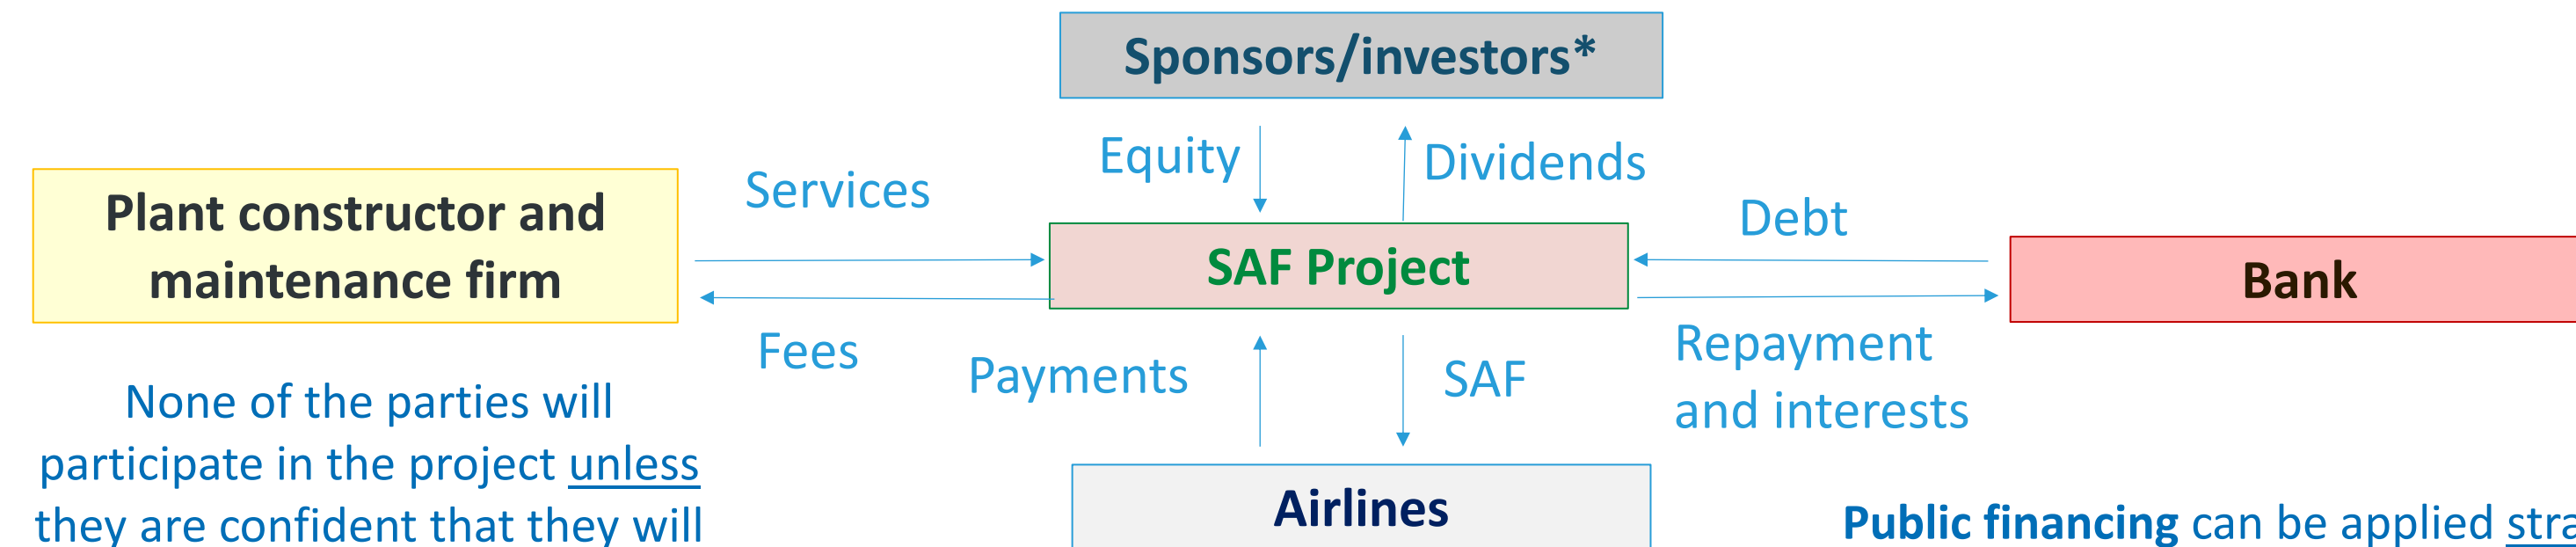 Sponsors/investors*
Equity
Dividends
Plant constructor and
maintenance firm
Services
Fees
SAF Project
Debt
Repayment
and interests
Bank
Payments
SAF
Airlines
None of the parties will
participate in the project unless
they are confident that they will
Public financing can be applied